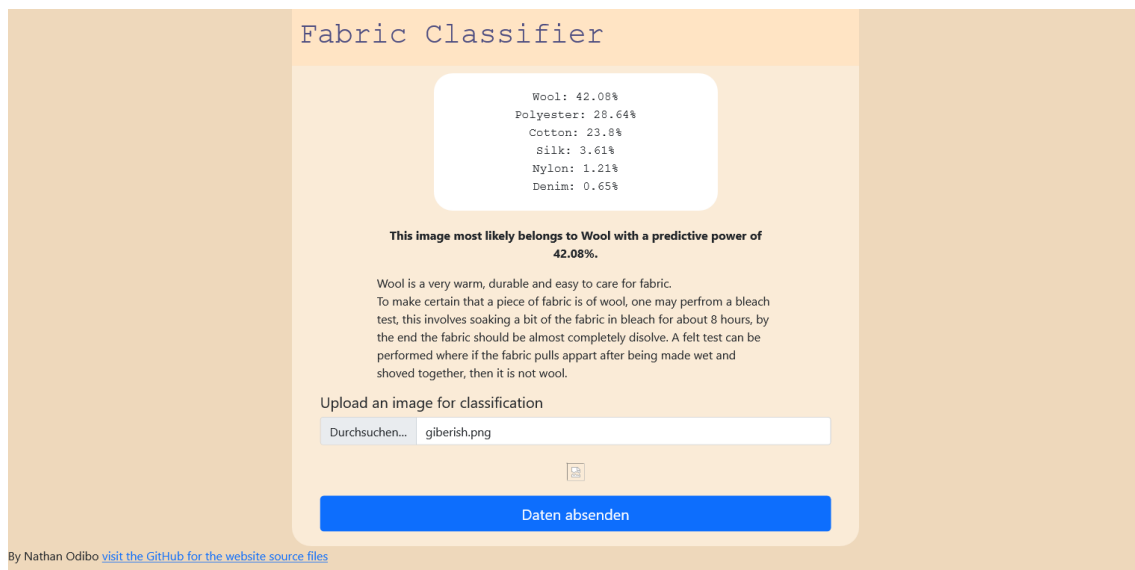 Fabric Classifier
Wool: 42.08%
Polyester: 28.64%
Cotton: 23.8%
Silk: 3.61%
Nylon: 1.21%
Denim: 0.65%
This image most likely belongs to Wool with a predictive power of
42.08%.
Wool is a very warm, durable and easy to care for fabric.
To make certain that a piece of fabric is of wool, one may perfrom a bleach
test, this involves soaking a bit of the fabric in bleach for about 8 hours, by
the end the fabric should be almost completely disolve. A felt test can be
performed where if the fabric pulls appart after being made wet and
shoved together, then it is not wool.
Upload an image for classification
Durchsuchen... giberish.png
Daten absenden
By Nathan Odibo visit the GitHub for the website source files